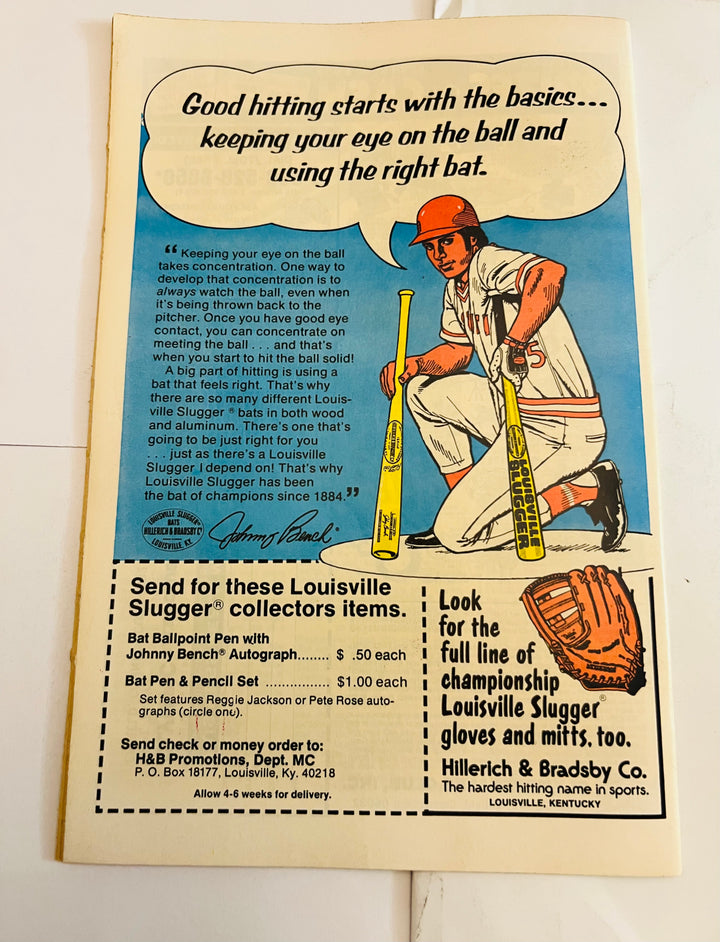 Good hitting starts with the basics...
keeping your eye on the ball and
using the right bat.
“Keeping your eye on the ball
takes concentration. One way to
develop that concentration is to
always watch the ball, even when
it's being thrown back to the
pitcher. Once you have good eye
contact, you can concentrate on
meeting the ball . . . and that's
when you start to hit the ball solid!
A big part of hitting is using a
bat that feels right. That's why
there are so many different Louis-
ville Slugger® bats in both wood
and aluminum. There's one that's
going to be just right for you
. . . just as there's a Louisville
Slugger I depend on! That's why
Louisville Slugger has been
the bat of champions since 1884.”
LOUISVILLE SLUGGER®
BATS
HILLERICH & BRADSBY Cº
LOUISVILLE, KY.
Johnny Bench®
5
LOUISVILLE
SLUGGER
Send for these Louisville
Slugger® collectors items.
Bat Ballpoint Pen with
Johnny Bench® Autograph........ $ .50 each
Bat Pen & Pencil Set ................ $1.00 each
Set features Reggie Jackson or Pete Rose auto-
graphs (circle one).
Send check or money order to:
H&B Promotions, Dept. MC
P. O. Box 18177, Louisville, Ky. 40218
Allow 4-6 weeks for delivery.
Look
for the
full line of
championship
Louisville Slugger®
gloves and mitts, too.
Hillerich & Bradsby Co.
The hardest hitting name in sports.
LOUISVILLE, KENTUCKY